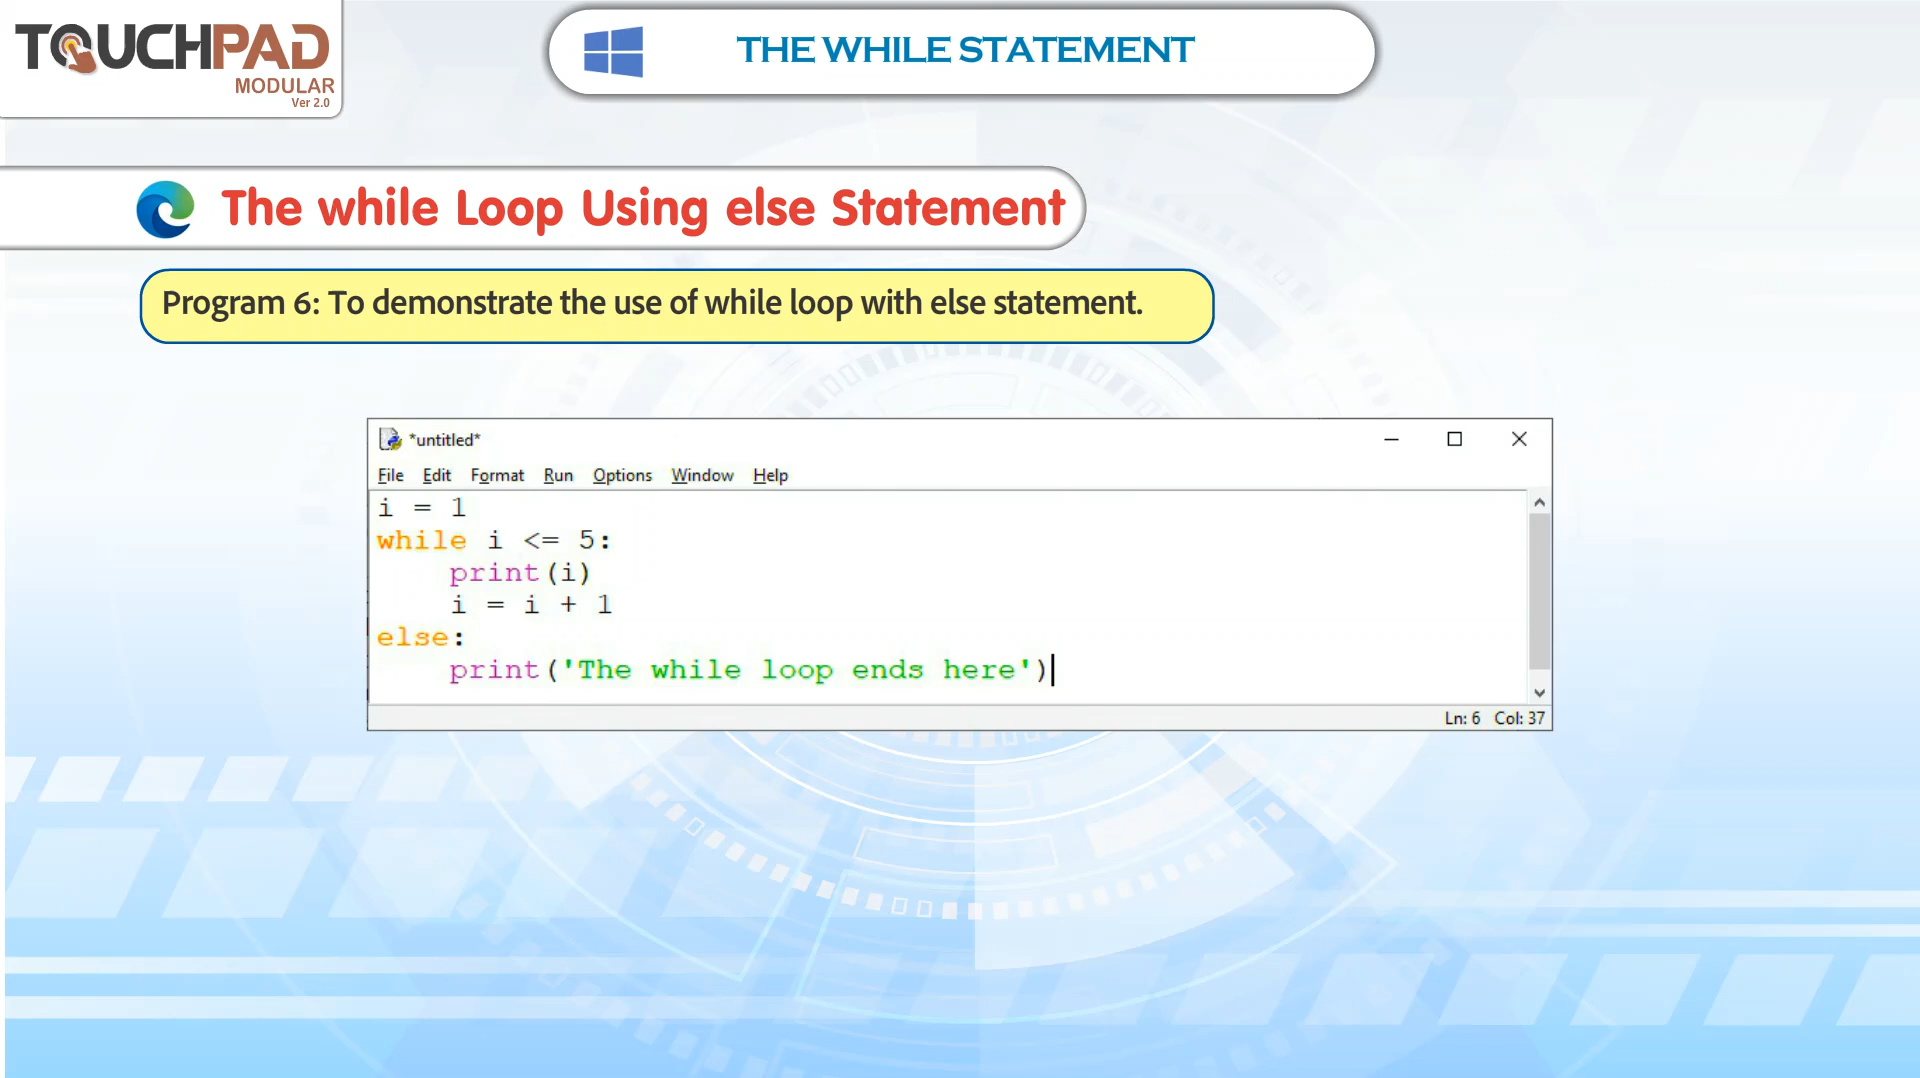 TOUCHPAD
MODULAR
Ver 2.0
THE WHILE STATEMENT
The while Loop Using else Statement
Program 6: To demonstrate the use of while loop with else statement.
*untitled*
File Edit Format Run Options Window Help
i = 1
while i <= 5:
    print(i)
    i = i + 1
else:
    print('The while loop ends here')
Ln: 6 Col: 37